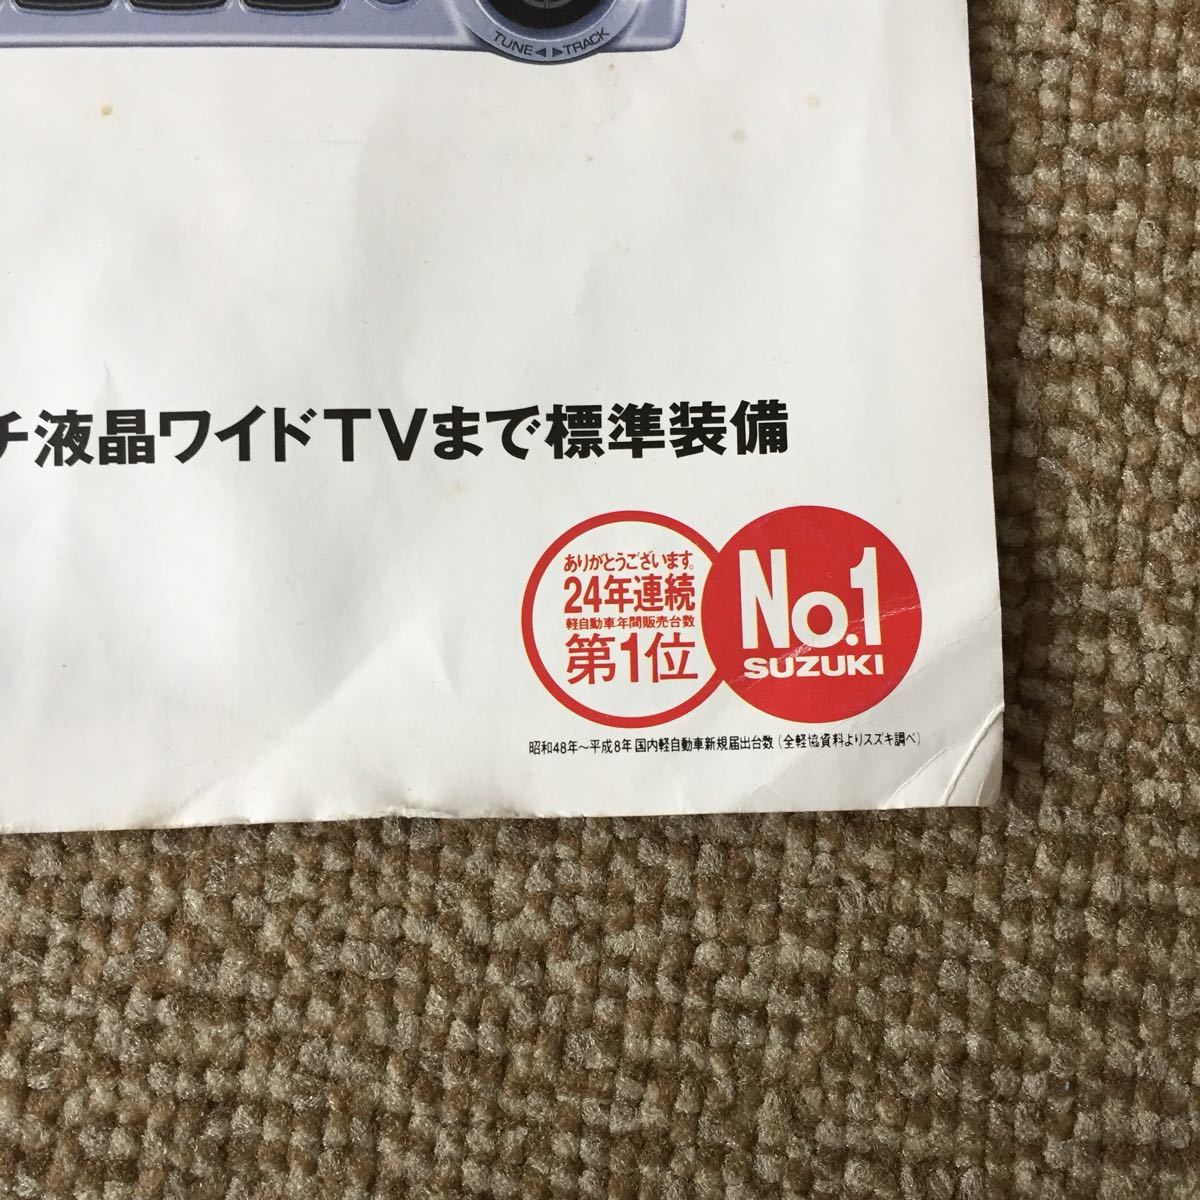 TUNE◀ ▶TRACK
チ液晶ワイドTVまで標準装備
ありがとうございます。
24年連続
軽自動車年間販売台数
第1位
No.1
SUZUKI
昭和48年〜平成8年 国内軽自動車新規届出台数(全軽協資料よりスズキ調べ)